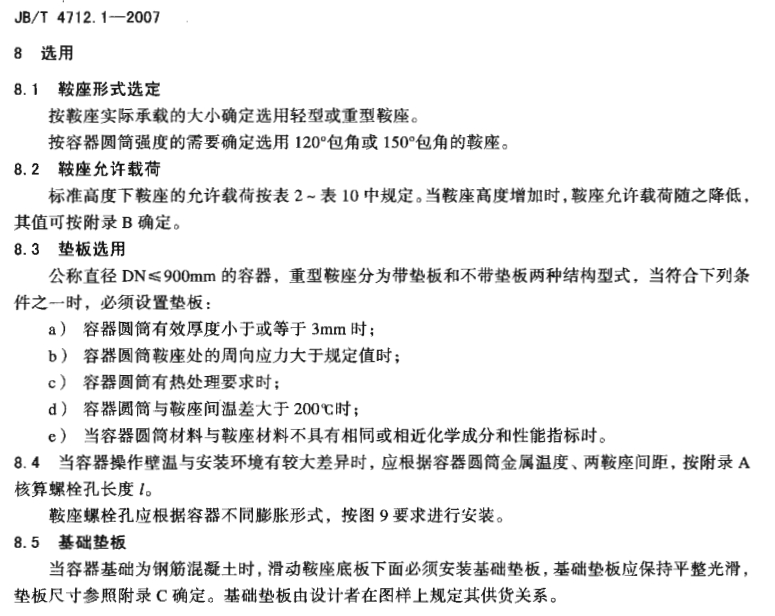 JB/T 4712.1—2007
8 选用
8.1 鞍座形式选定
按鞍座实际承载的大小确定选用轻型或重型鞍座。
按容器圆筒强度的需要确定选用 120°包角或 150°包角的鞍座。
8.2 鞍座允许载荷
标准高度下鞍座的允许载荷按表 2～表 10 中规定。当鞍座高度增加时，鞍座允许载荷随之降低，
其值可按附录 B 确定。
8.3 垫板选用
公称直径 DN≤900mm 的容器，重型鞍座分为带垫板和不带垫板两种结构型式，当符合下列条
件之一时，必须设置垫板：
a） 容器圆筒有效厚度小于或等于 3mm 时；
b） 容器圆筒鞍座处的周向应力大于规定值时；
c） 容器圆筒有热处理要求时；
d） 容器圆筒与鞍座间温差大于 200℃时；
e） 当容器圆筒材料与鞍座材料不具有相同或相近化学成分和性能指标时。
8.4 当容器操作壁温与安装环境有较大差异时，应根据容器圆筒金属温度、两鞍座间距，按附录 A
核算螺栓孔长度 l。
鞍座螺栓孔应根据容器不同膨胀形式，按图 9 要求进行安装。
8.5 基础垫板
当容器基础为钢筋混凝土时，滑动鞍座底板下面必须安装基础垫板，基础垫板应保持平整光滑，
垫板尺寸参照附录 C 确定。基础垫板由设计者在图样上规定其供货关系。